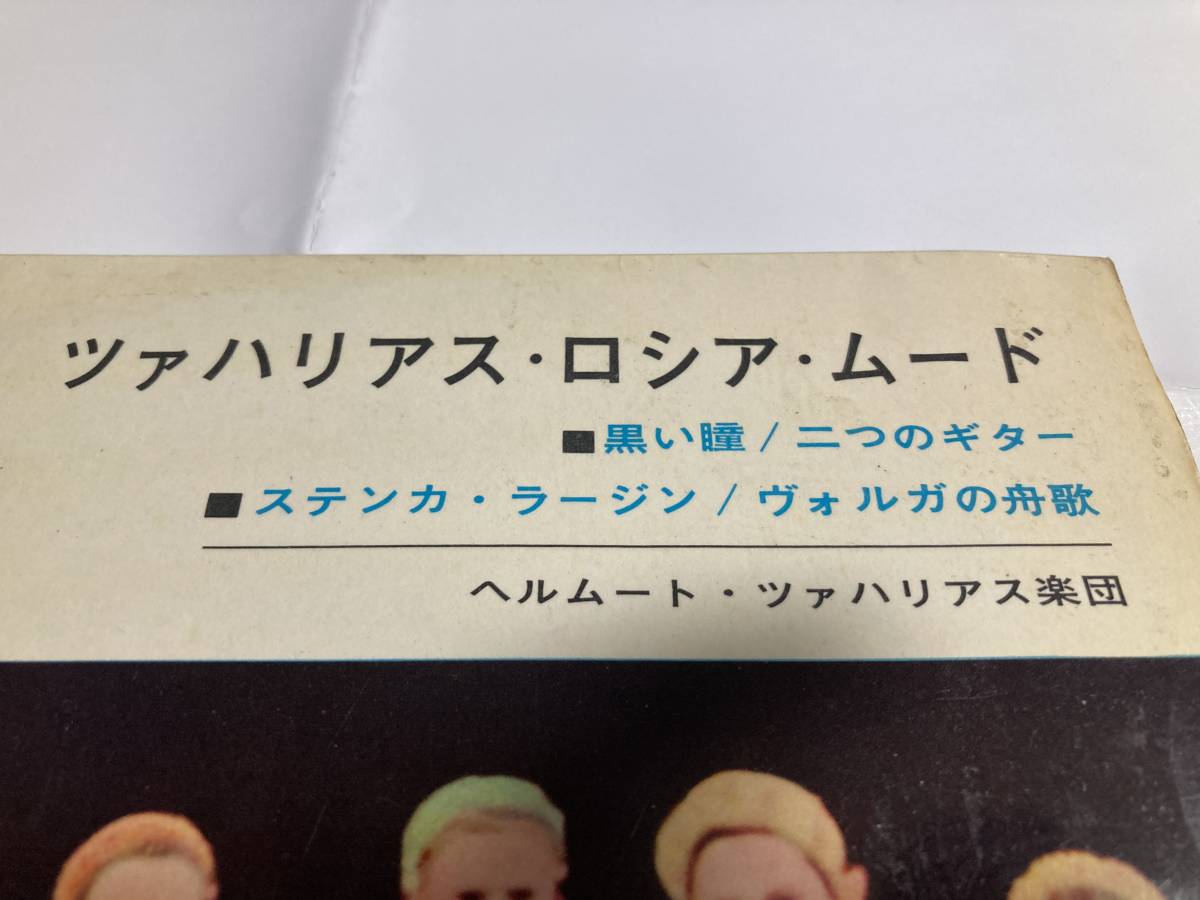 ツァハリアス・ロシア・ムード
■黒い瞳/二つのギター
■ステンカ・ラージン/ヴォルガの舟歌
ヘルムート・ツァハリアス楽団